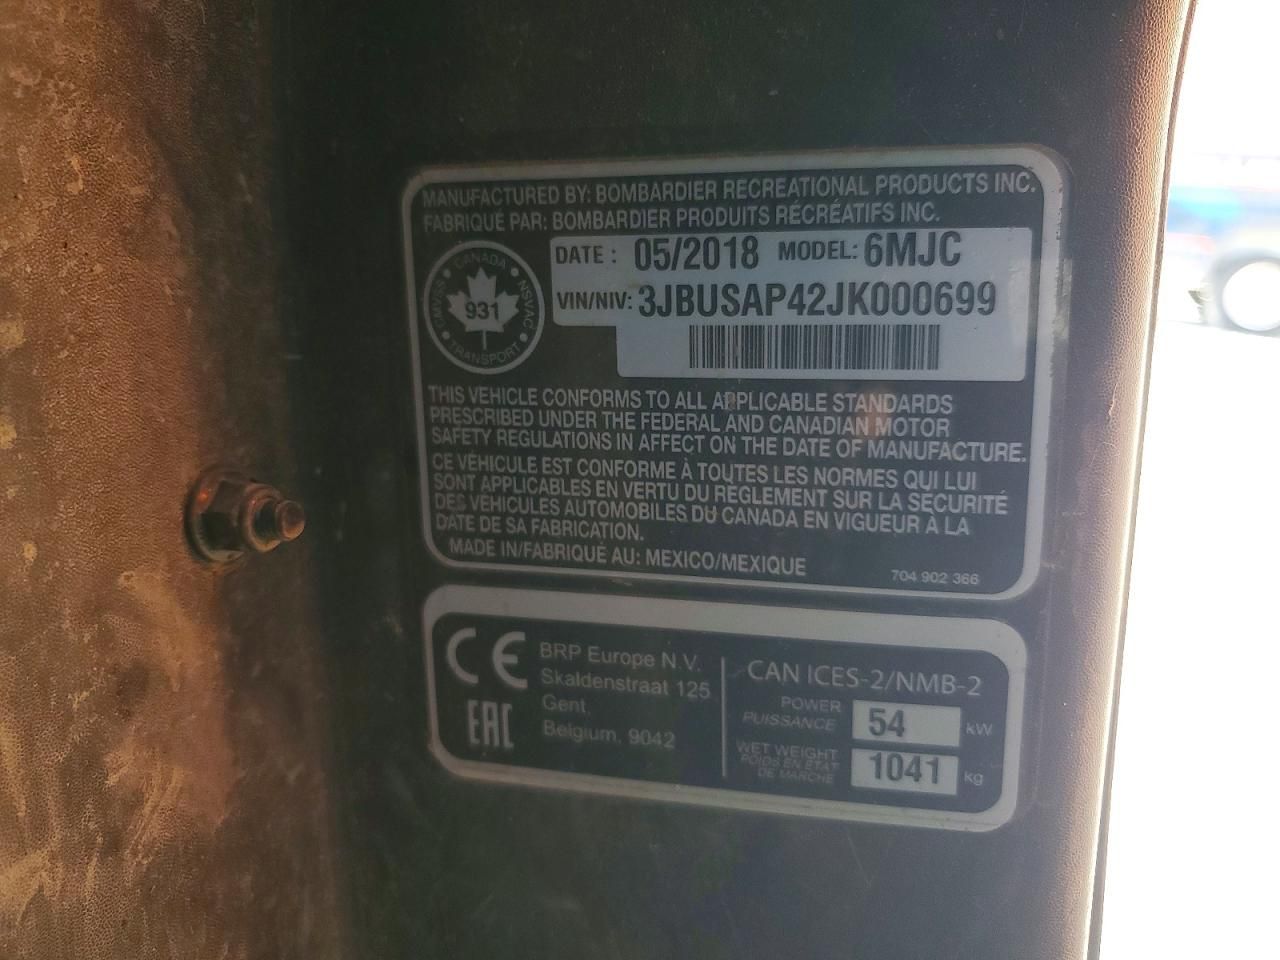 MANUFACTURED BY: BOMBARDIER RECREATIONAL PRODUCTS INC.
FABRIQUÉ PAR: BOMBARDIER PRODUITS RÉCRÉATIFS INC.
CANADA
CMVSS NSVAC
931
TRANSPORT
DATE : 05/2018 MODEL: 6MJC
VIN/NIV: 3JBUSAP42JK000699
THIS VEHICLE CONFORMS TO ALL APPLICABLE STANDARDS
PRESCRIBED UNDER THE FEDERAL AND CANADIAN MOTOR
SAFETY REGULATIONS IN AFFECT ON THE DATE OF MANUFACTURE.
CE VÉHICULE EST CONFORME À TOUTES LES NORMES QUI LUI
SONT APPLICABLES EN VERTU DU RÈGLEMENT SUR LA SÉCURITÉ
DES VÉHICULES AUTOMOBILES DU CANADA EN VIGUEUR À LA
DATE DE SA FABRICATION.
MADE IN/FABRIQUÉ AU: MEXICO/MEXIQUE
704 902 366
CE
EAC
BRP Europe N.V.
Skaldenstraat 125
Gent,
Belgium, 9042
CAN ICES-2/NMB-2
POWER
PUISSANCE 54 kW
WET WEIGHT
POIDS EN ÉTAT
DE MARCHE 1041 kg